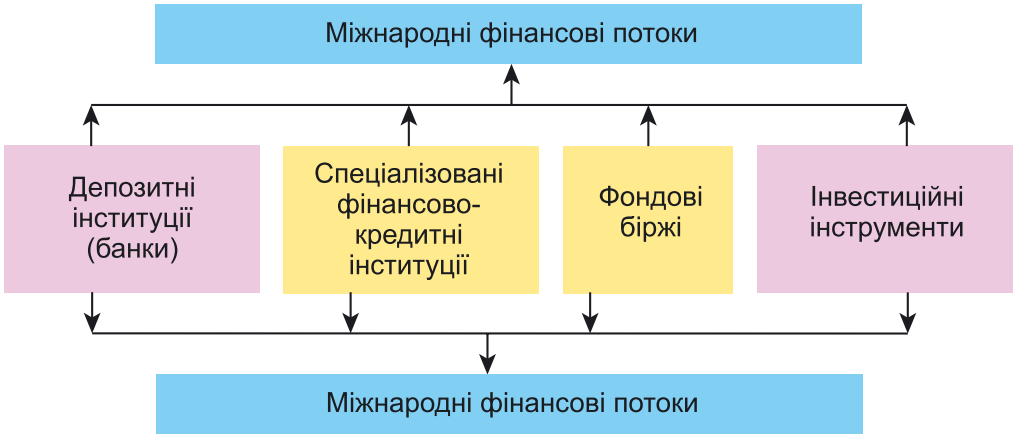 Міжнародні фінансові потоки
Депозитні
інституції
(банки)
Спеціалізовані
фінансово-
кредитні
інституції
Фондові
біржі
Інвестиційні
інструменти
Міжнародні фінансові потоки